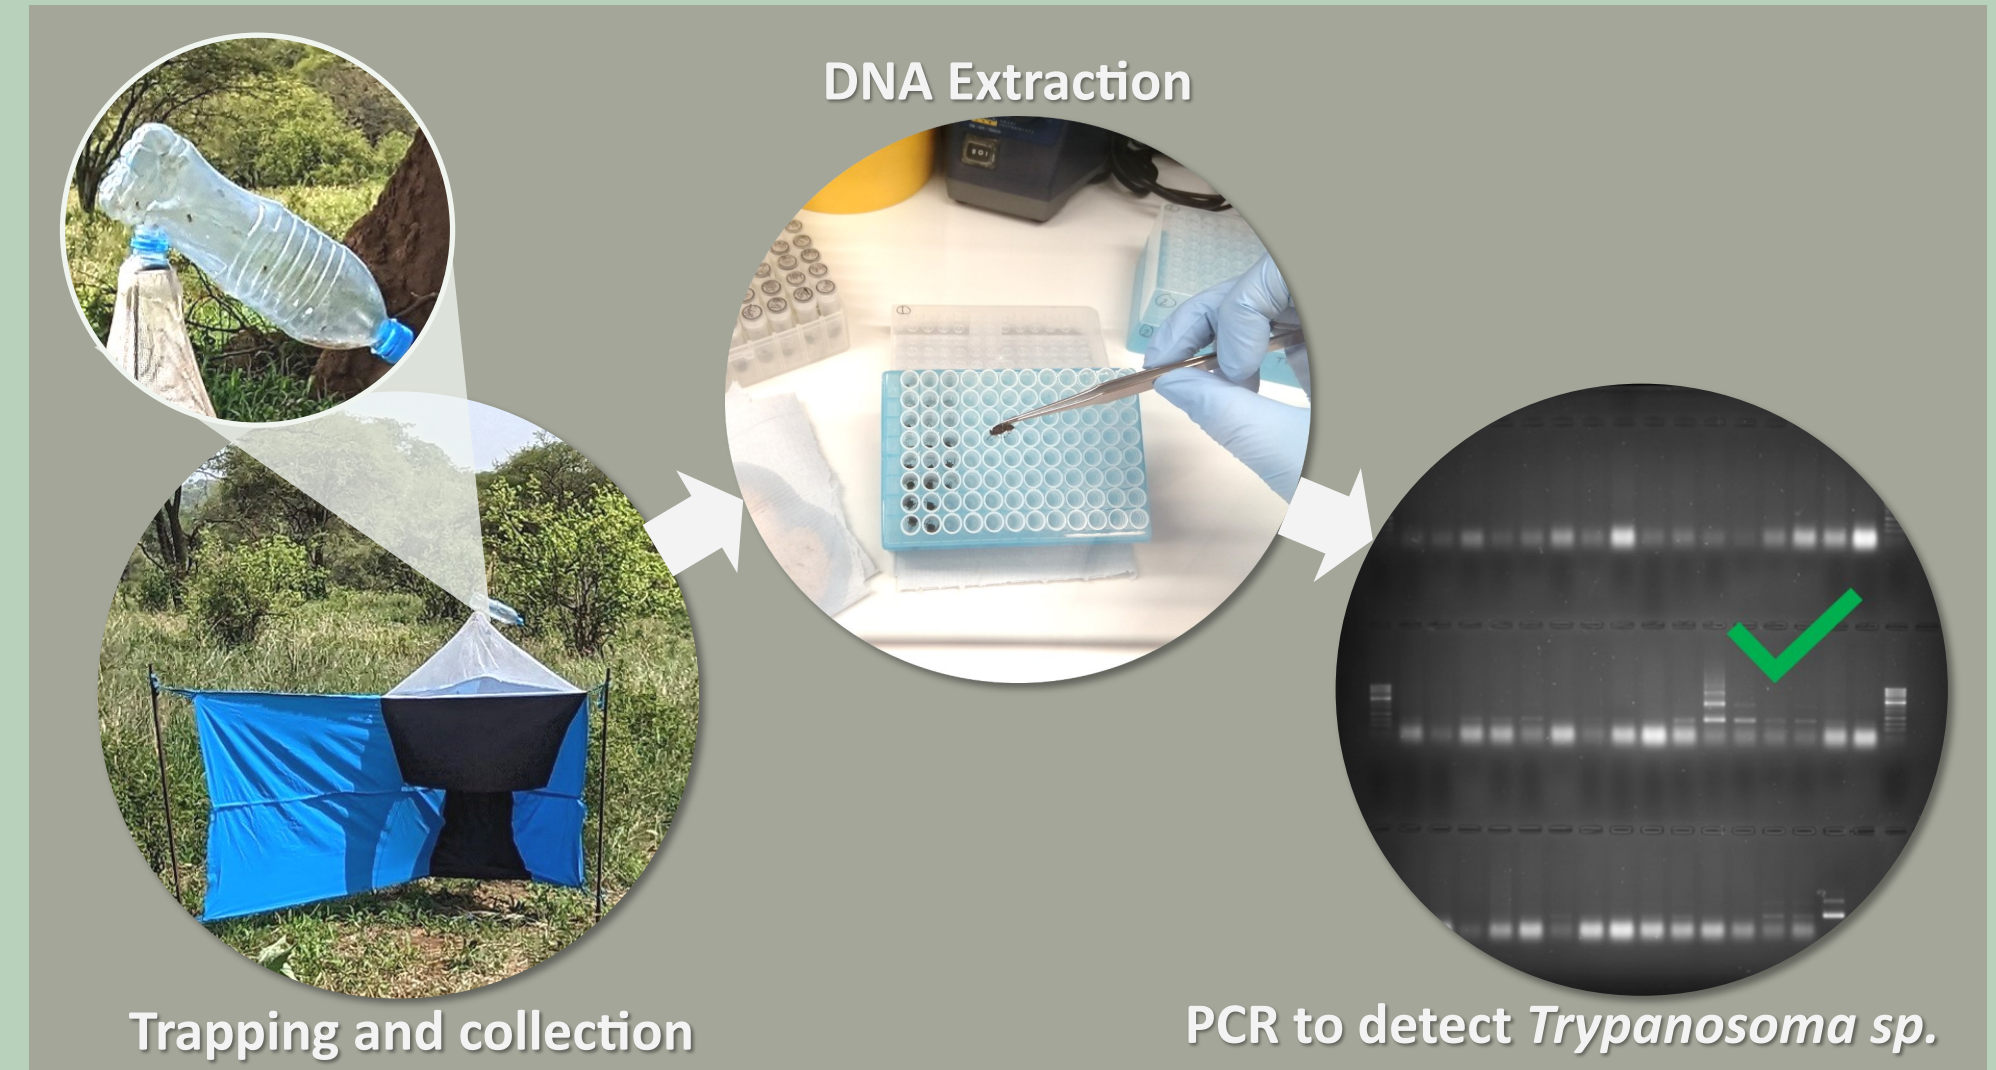 DNA Extraction
Trapping and collection
PCR to detect Trypanosoma sp.